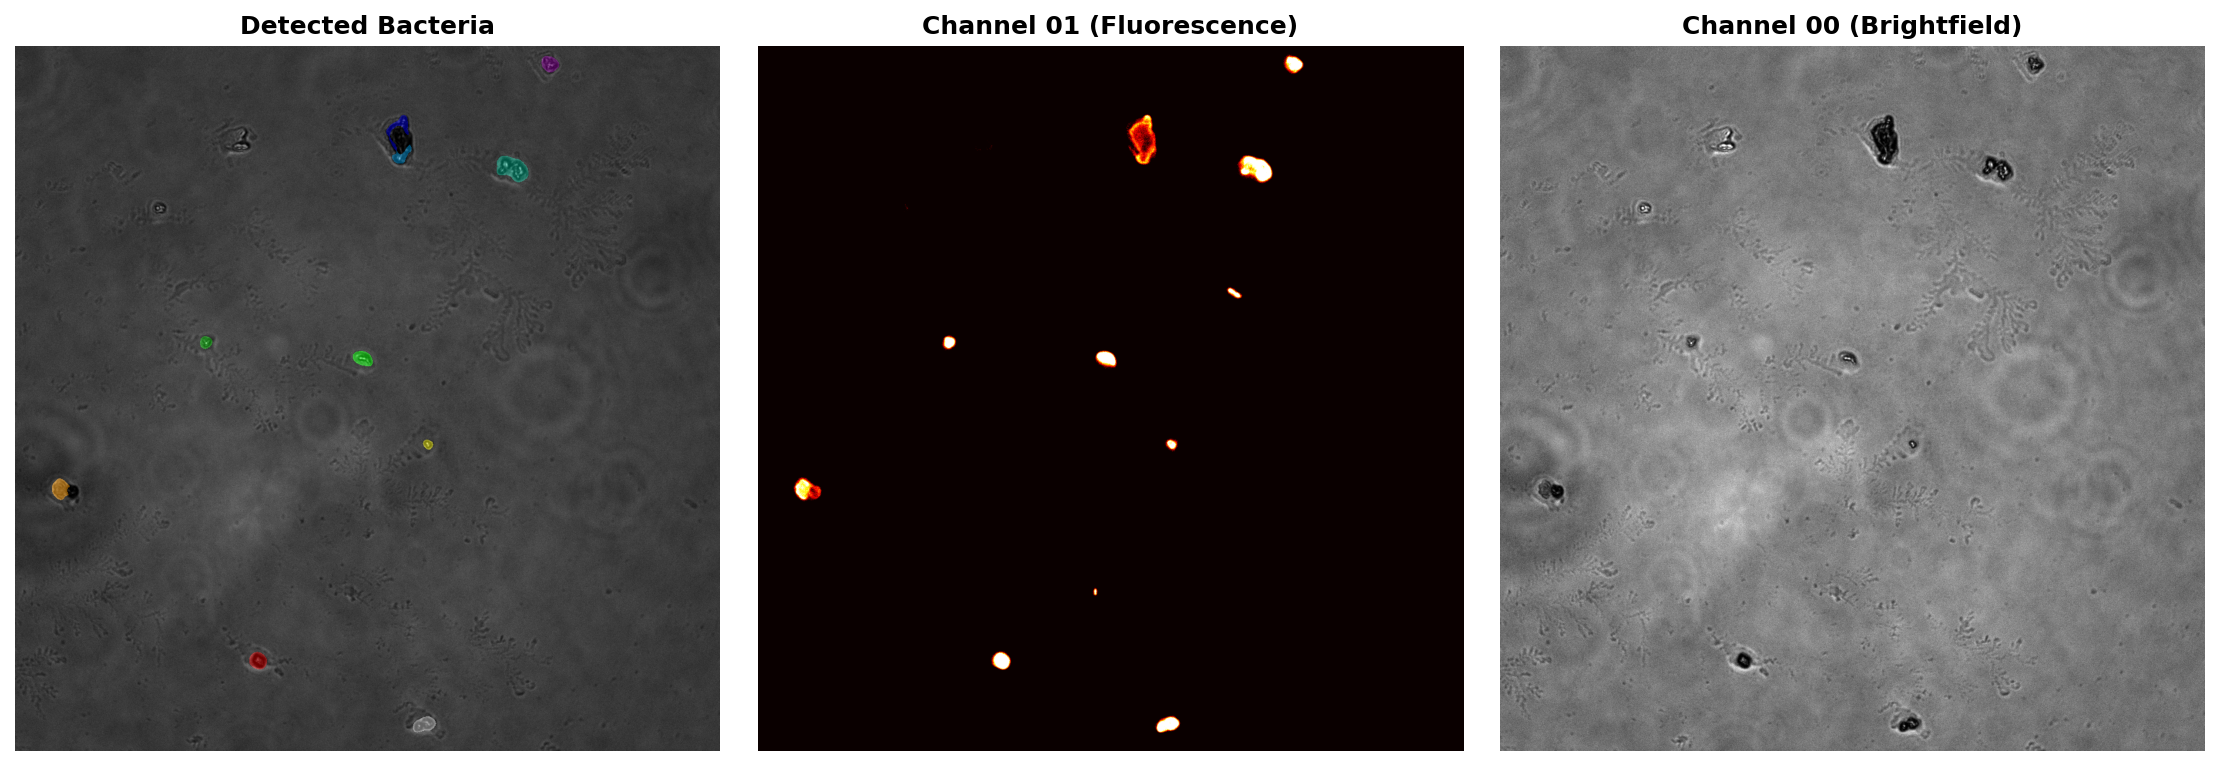 Detected Bacteria
Channel 01 (Fluorescence)
Channel 00 (Brightfield)